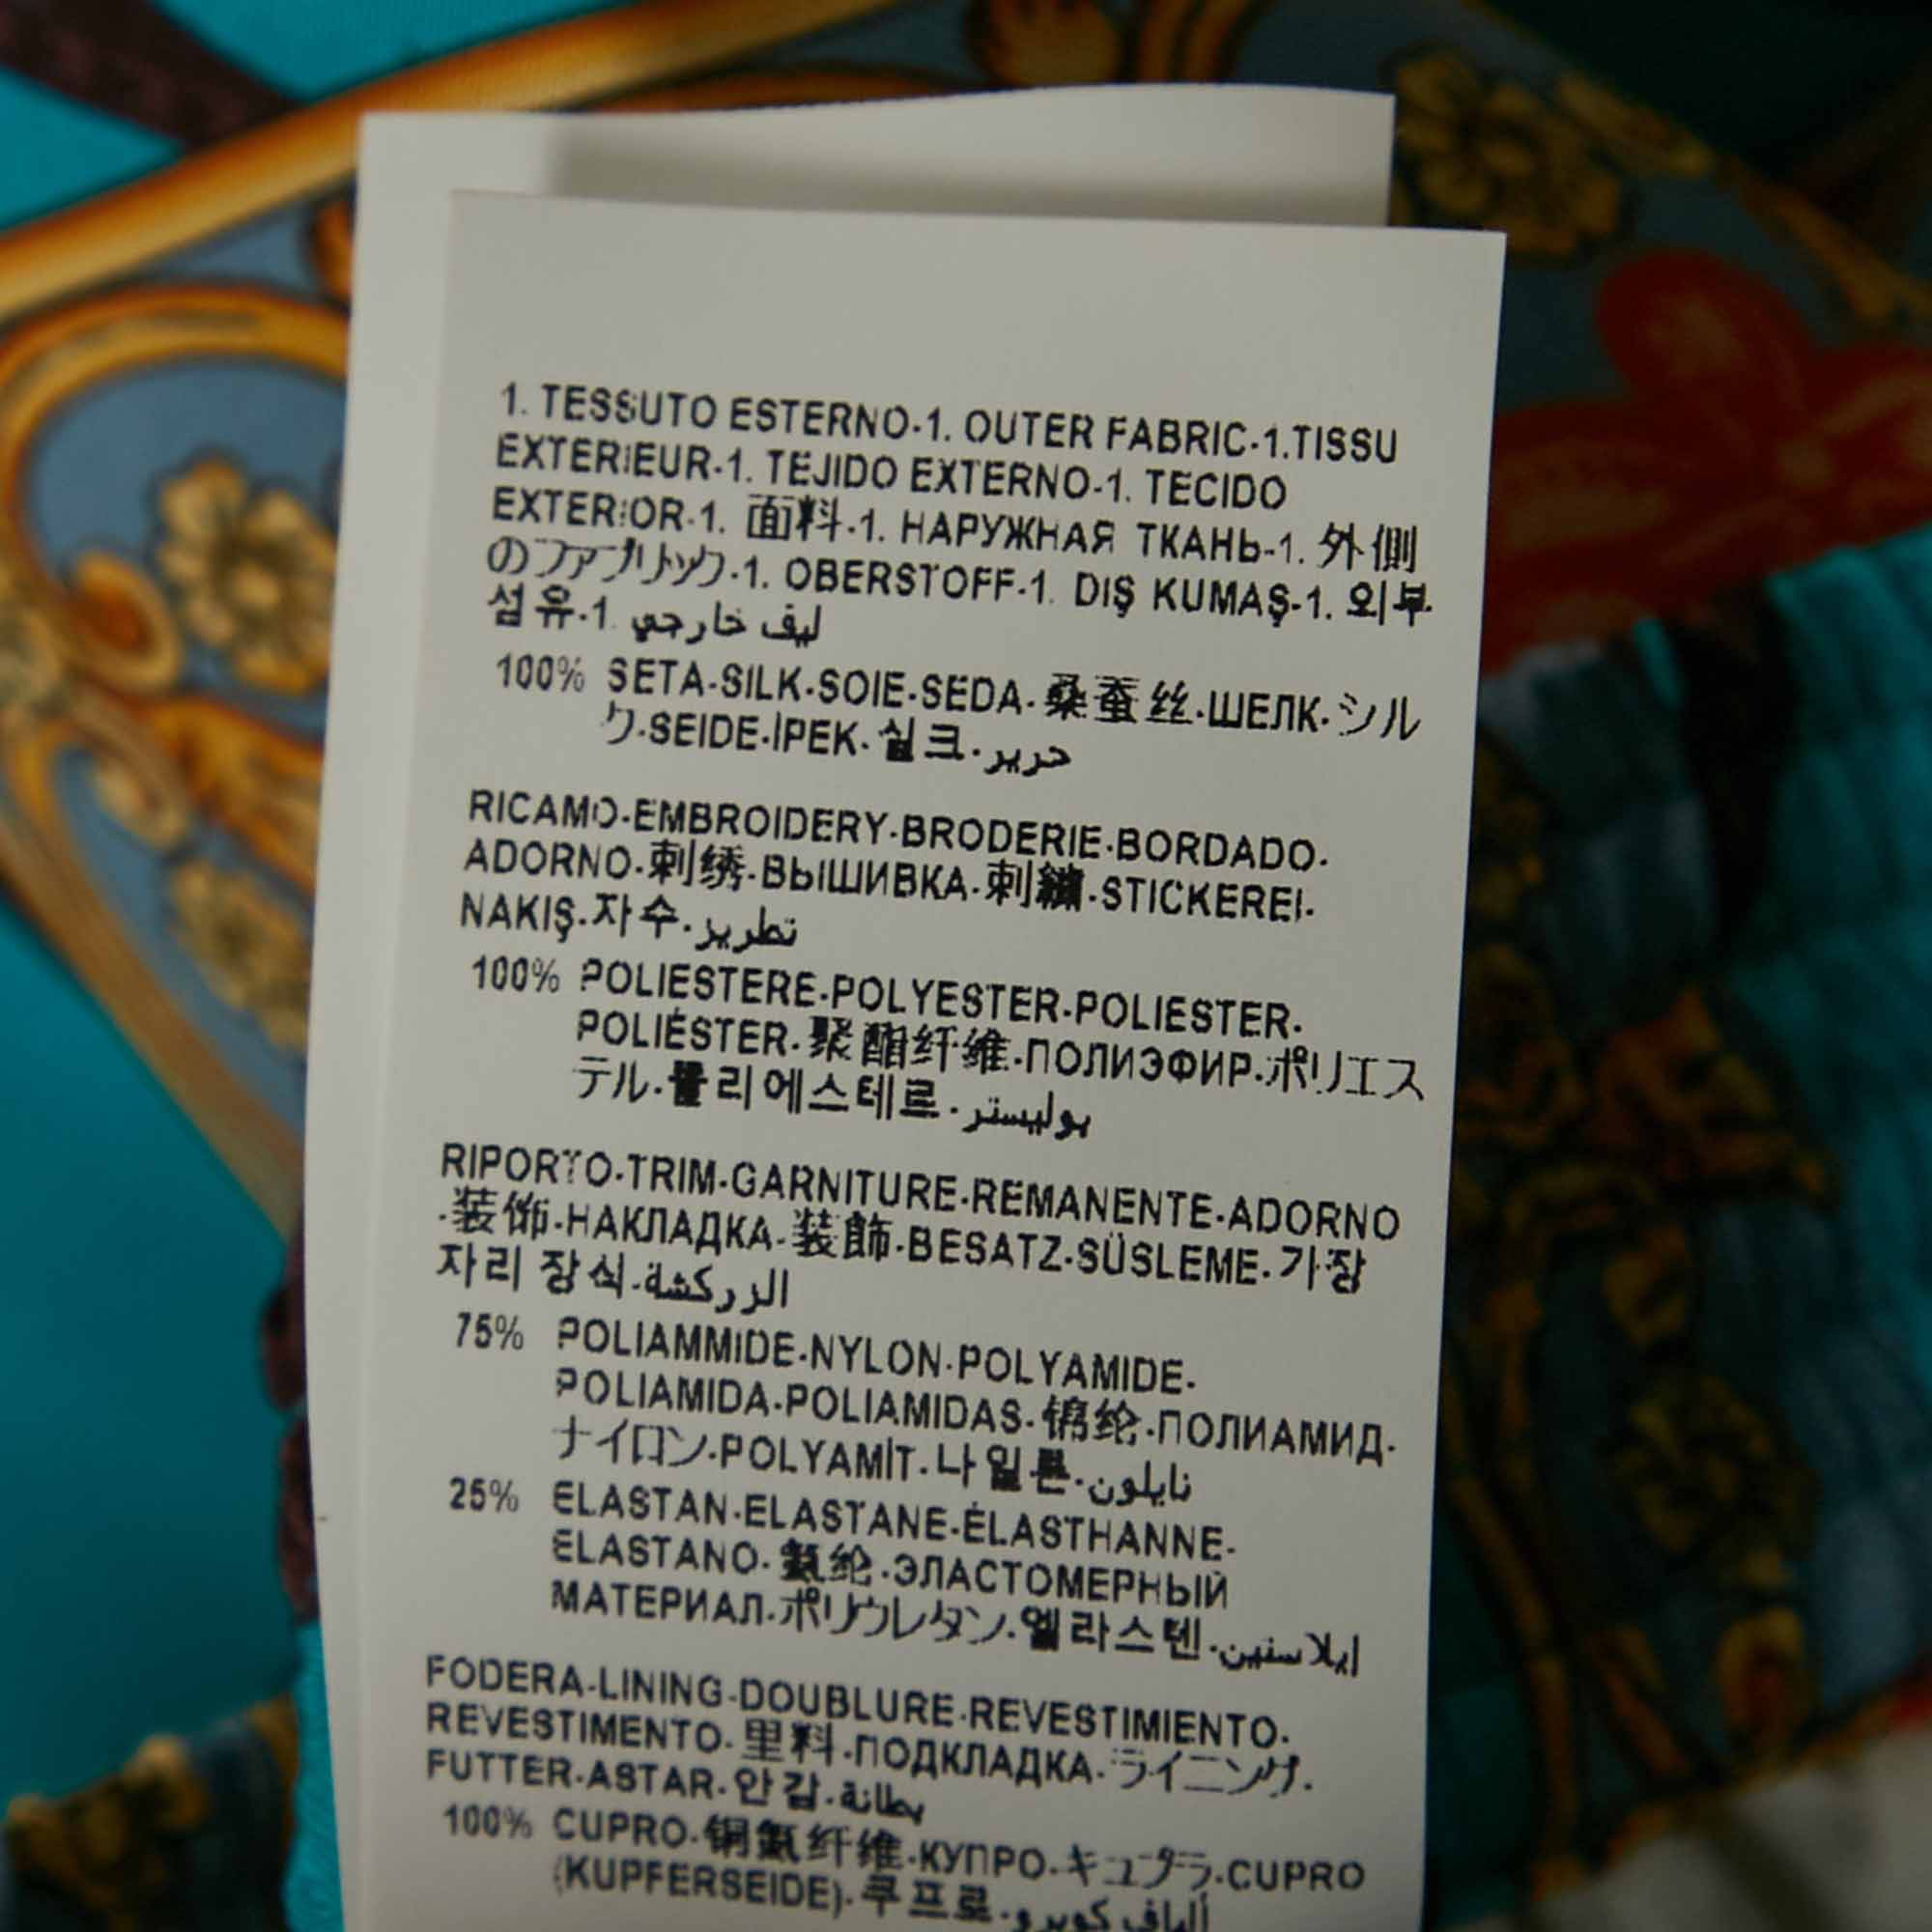 1. TESSUTO ESTERNO-1. OUTER FABRIC-1.TISSU
EXTERIEUR-1. TEJIDO EXTERNO-1. TECIDO
EXTERIOR-1. 面料-1. НАРУЖНАЯ ТКАНЬ-1. 外側
のファブリック-1. OBERSTOFF-1. DIŞ KUMAŞ-1. 외부
섬유-1. ليف خارجي
100% SETA-SILK-SOIE-SEDA-桑蚕丝-ШЕЛК-シル
ク-SEIDE-İPEK-실크-حرير
RICAMO-EMBROIDERY-BRODERIE-BORDADO-
ADORNO-刺绣-ВЫШИВКА-刺繍-STICKEREI-
NAKIŞ-자수-تطريز
100% POLIESTERE-POLYESTER-POLIESTER-
POLIÉSTER-聚酯纤维-ПОЛИЭФИР-ポリエス
テル-폴리에스테르-بوليستر
RIPORTO-TRIM-GARNITURE-REMANENTE-ADORNO
-装饰-НАКЛАДКА-装飾-BESATZ-SÜSLEME-가장
자리 장식-الزركشة
75% POLIAMMIDE-NYLON-POLYAMIDE-
POLIAMIDA-POLIAMIDAS-锦纶-ПОЛИАМИД-
ナイロン-POLYAMİT-나일론-نايلون
25% ELASTAN-ELASTANE-ÉLASTHANNE-
ELASTANO-氨纶-ЭЛАСТОМЕРНЫЙ
МАТЕРИАЛ-ポリウレタン-엘라스텐-ايلاستين
FODERA-LINING-DOUBLURE-REVESTIMIENTO-
REVESTIMENTO-里料-ПОДКЛАДКА-ライニング-
FUTTER-ASTAR-안감-بطانة
100% CUPRO-铜氨纤维-КУПРО-キュプラ-CUPRO
(KUPFERSEIDE)-쿠프로-ألياف كوبرو